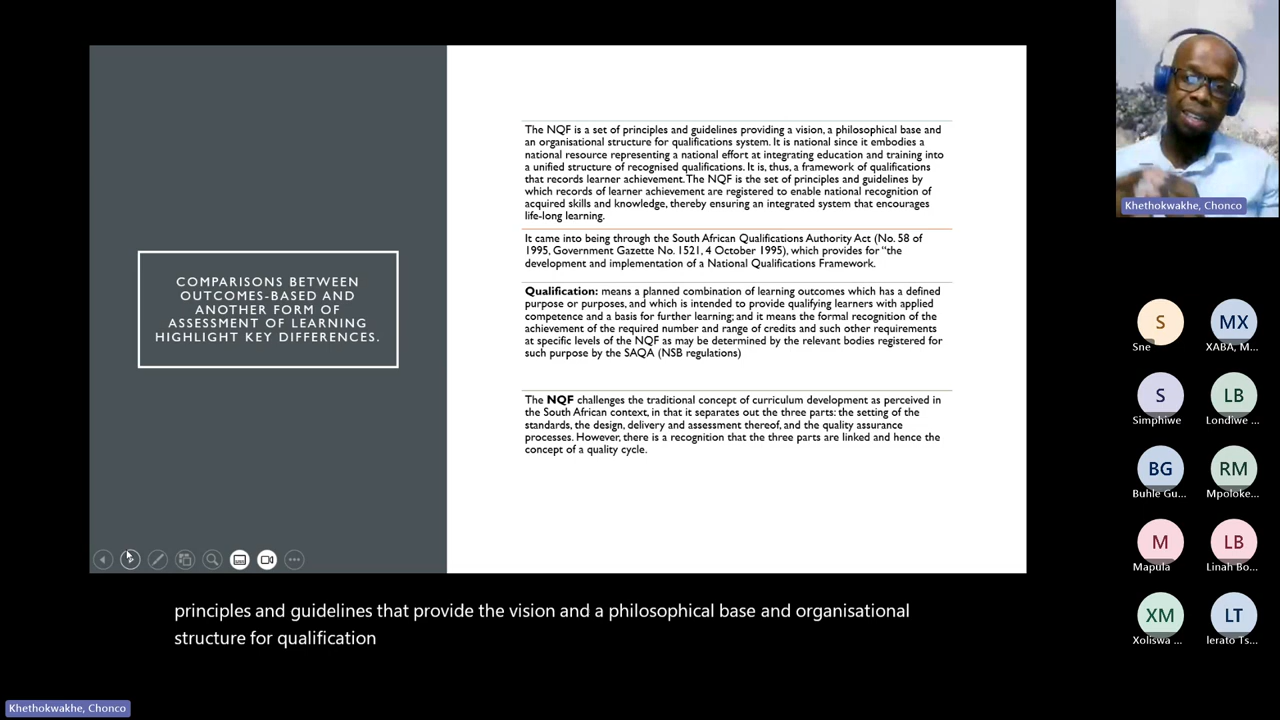 COMPARISONS BETWEEN
OUTCOMES-BASED AND
ANOTHER FORM OF
ASSESSMENT OF LEARNING
HIGHLIGHT KEY DIFFERENCES.
The NQF is a set of principles and guidelines providing a vision, a philosophical base and
an organisational structure for qualifications system. It is national since it embodies a
national resource representing a national effort at integrating education and training into
a unified structure of recognised qualifications. It is, thus, a framework of qualifications
that records learner achievement. The NQF is the set of principles and guidelines by
which records of learner achievement are registered to enable national recognition of
acquired skills and knowledge, thereby ensuring an integrated system that encourages
life-long learning.
It came into being through the South African Qualifications Authority Act (No. 58 of
1995, Government Gazette No. 1521, 4 October 1995), which provides for “the
development and implementation of a National Qualifications Framework.
Qualification: means a planned combination of learning outcomes which has a defined
purpose or purposes, and which is intended to provide qualifying learners with applied
competence and a basis for further learning; and it means the formal recognition of the
achievement of the required number and range of credits and such other requirements
at specific levels of the NQF as may be determined by the relevant bodies registered for
such purpose by the SAQA (NSB regulations)
The NQF challenges the traditional concept of curriculum development as perceived in
the South African context, in that it separates out the three parts: the setting of the
standards, the design, delivery and assessment thereof, and the quality assurance
processes. However, there is a recognition that the three parts are linked and hence the
concept of a quality cycle.
principles and guidelines that provide the vision and a philosophical base and organisational
structure for qualification
Khethokwakhe, Chonco
Khethokwakhe, Chonco
S
Sne
MX
XABA, M...
S
Simphiwe
LB
Londiwe ...
BG
Buhle Gu...
RM
Mpoloke...
M
Mapula
LB
Linah Bo...
XM
Xoliswa ...
LT
lerato Ts...